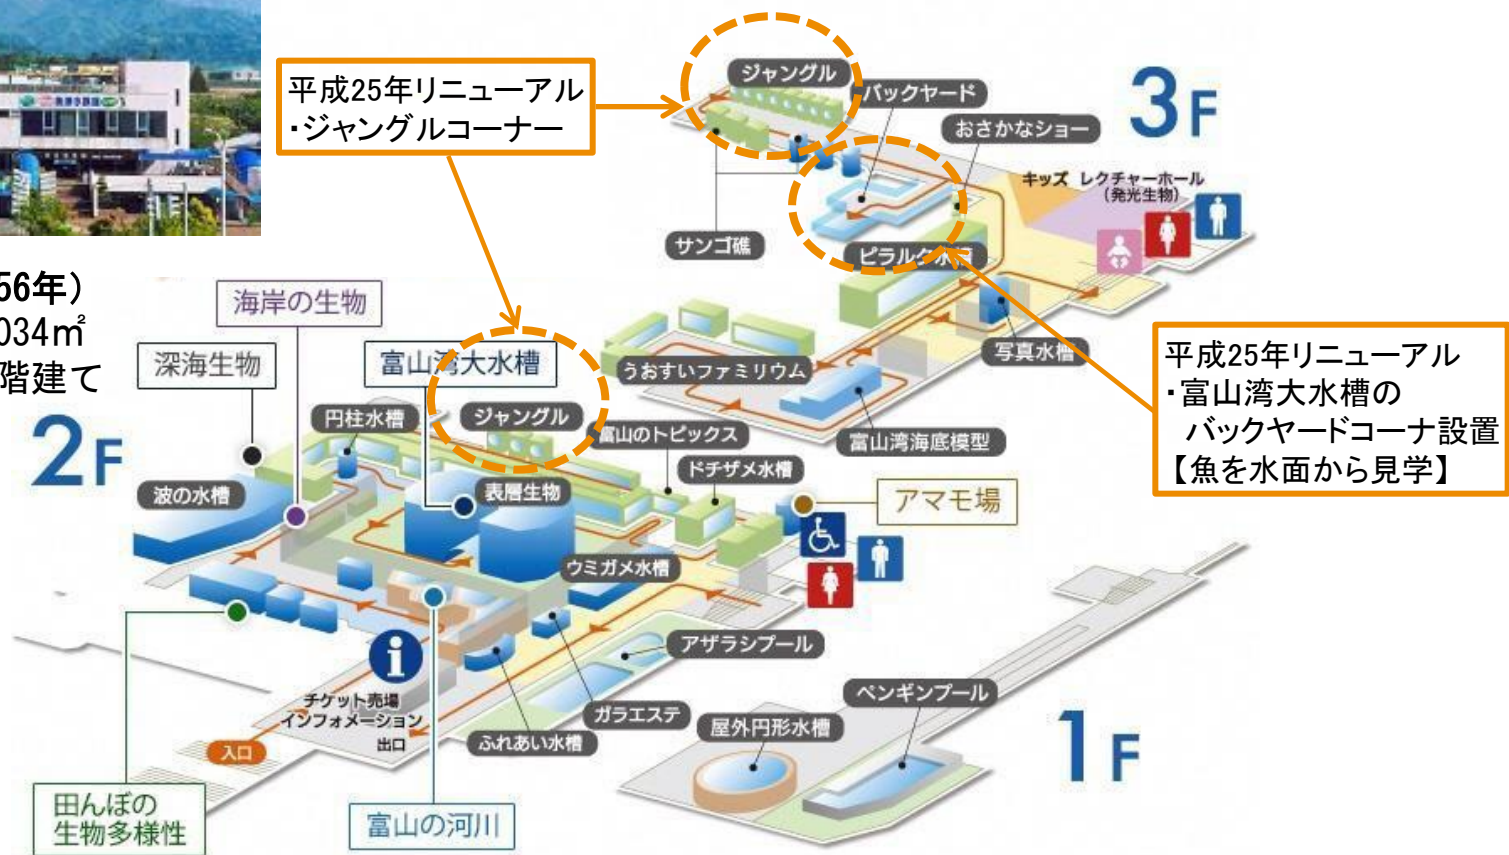 平成25年リニューアル
・ジャングルコーナー
ジャングル
バックヤード
おさかなショー
3F
キッズ
レクチャーホール
(発光生物)
サンゴ礁
ピラルク水槽
写真水槽
うおすいファミリウム
富山湾海底模型
平成25年リニューアル
・富山湾大水槽の
バックヤードコーナ設置
【魚を水面から見学】
56年)
034㎡
階建て
2F
海岸の生物
深海生物
富山湾大水槽
円柱水槽
ジャングル
富山のトピックス
ドチザメ水槽
波の水槽
表層生物
アマモ場
ウミガメ水槽
アザラシプール
i
チケット売場
インフォメーション
出口
入口
ガラエステ
ふれあい水槽
田んぼの
生物多様性
富山の河川
屋外円形水槽
ペンギンプール
1F